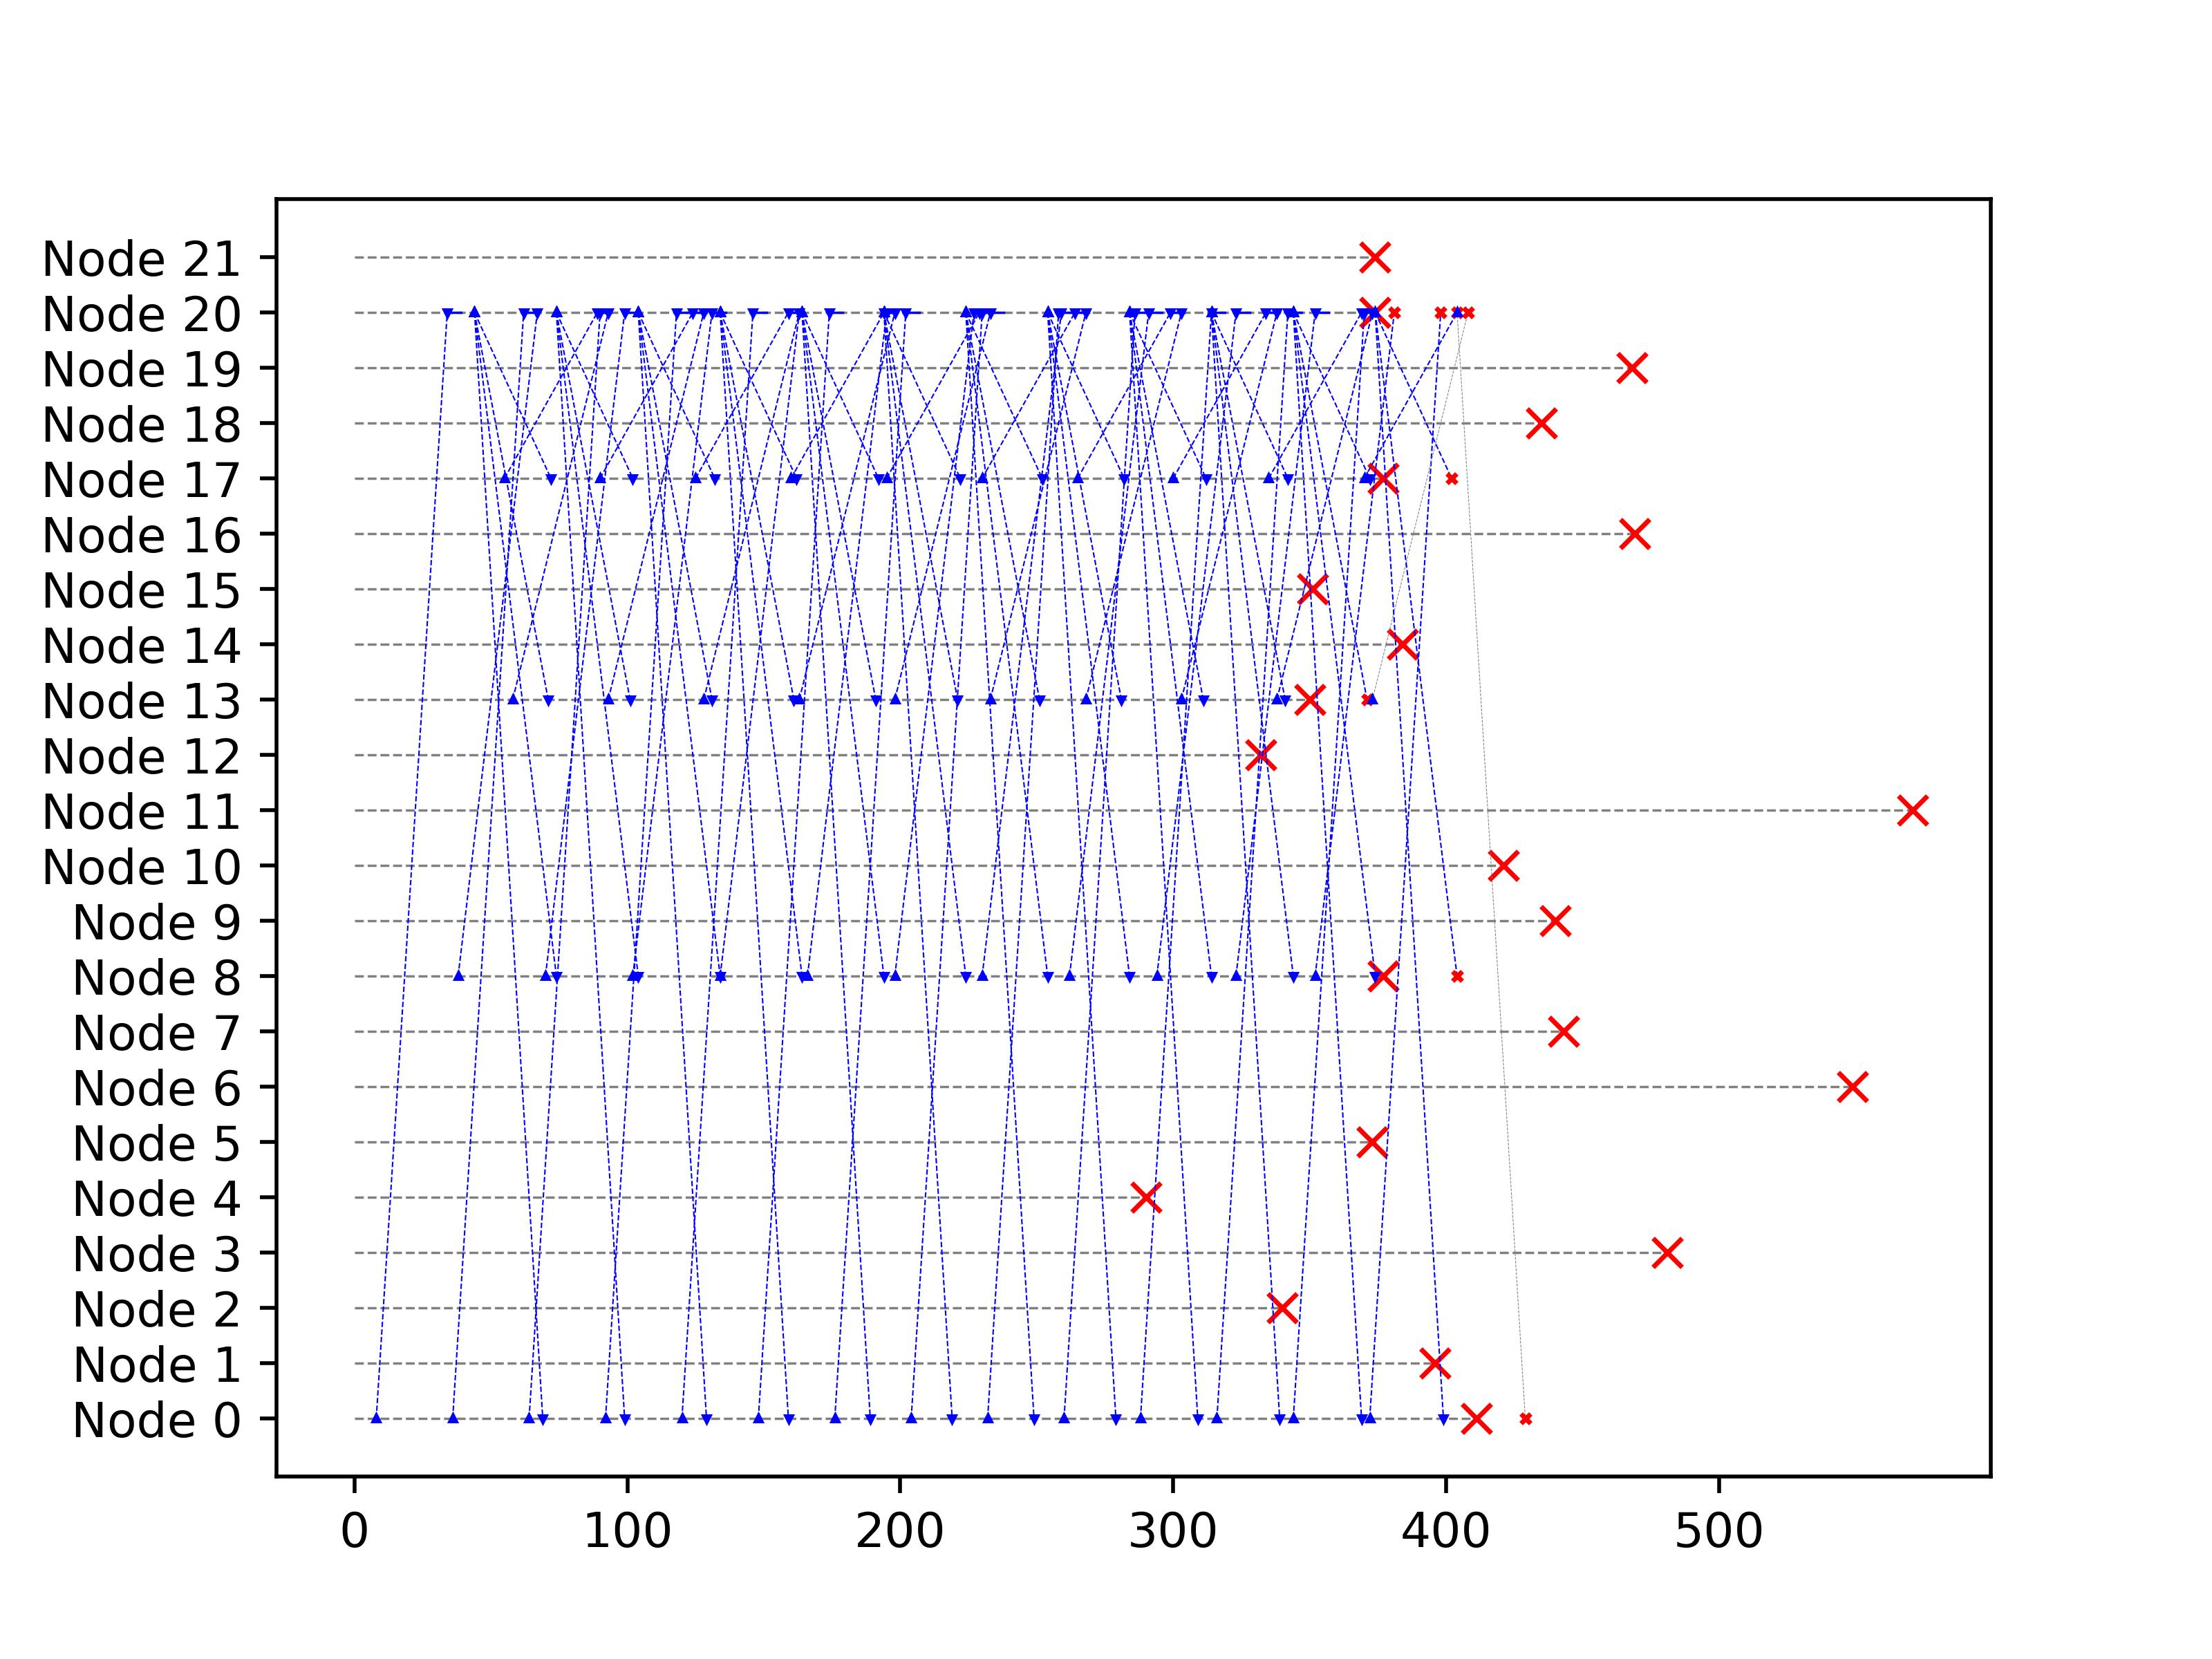 Node 21
Node 20
Node 19
Node 18
Node 17
Node 16
Node 15
Node 14
Node 13
Node 12
Node 11
Node 10
Node 9
Node 8
Node 7
Node 6
Node 5
Node 4
Node 3
Node 2
Node 1
Node 0
0 100 200 300 400 500